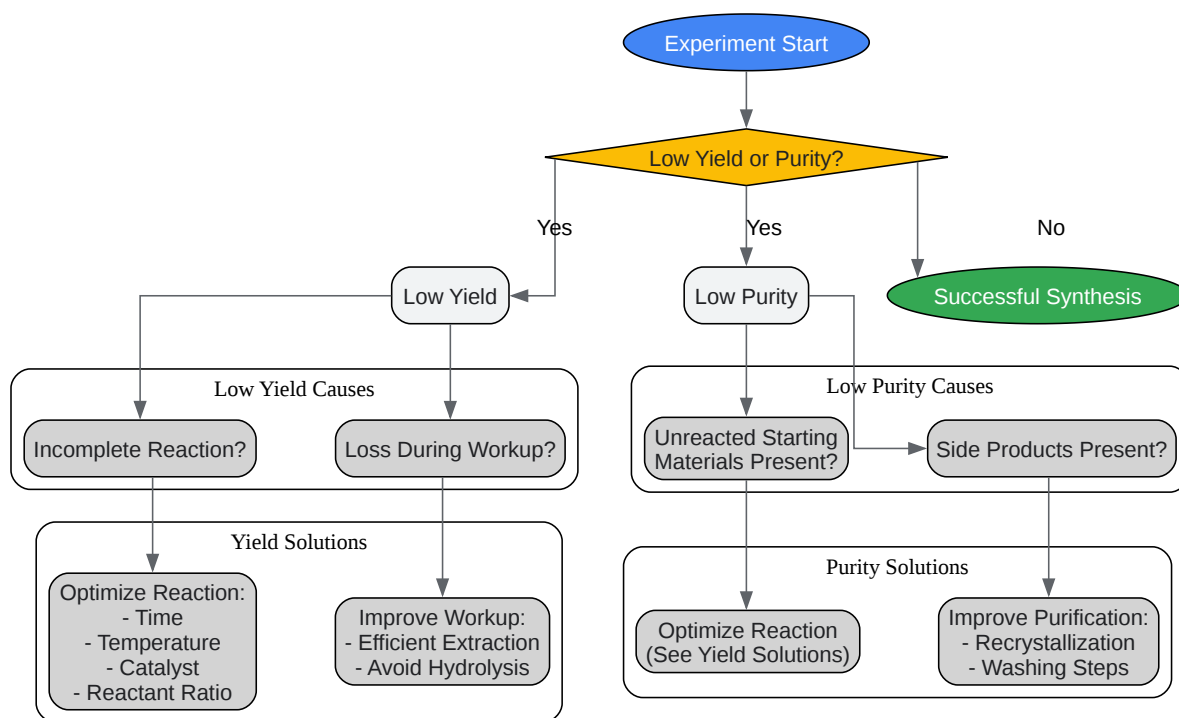 Experiment Start
Low Yield or Purity?
Yes
Yes
No
Low Yield
Low Purity
Successful Synthesis
Low Yield Causes
Low Purity Causes
Incomplete Reaction?
Loss During Workup?
Unreacted Starting
Materials Present?
Side Products Present?
Yield Solutions
Purity Solutions
Optimize Reaction:
- Time
- Temperature
- Catalyst
- Reactant Ratio
Improve Workup:
- Efficient Extraction
- Avoid Hydrolysis
Optimize Reaction
(See Yield Solutions)
Improve Purification:
- Recrystallization
- Washing Steps